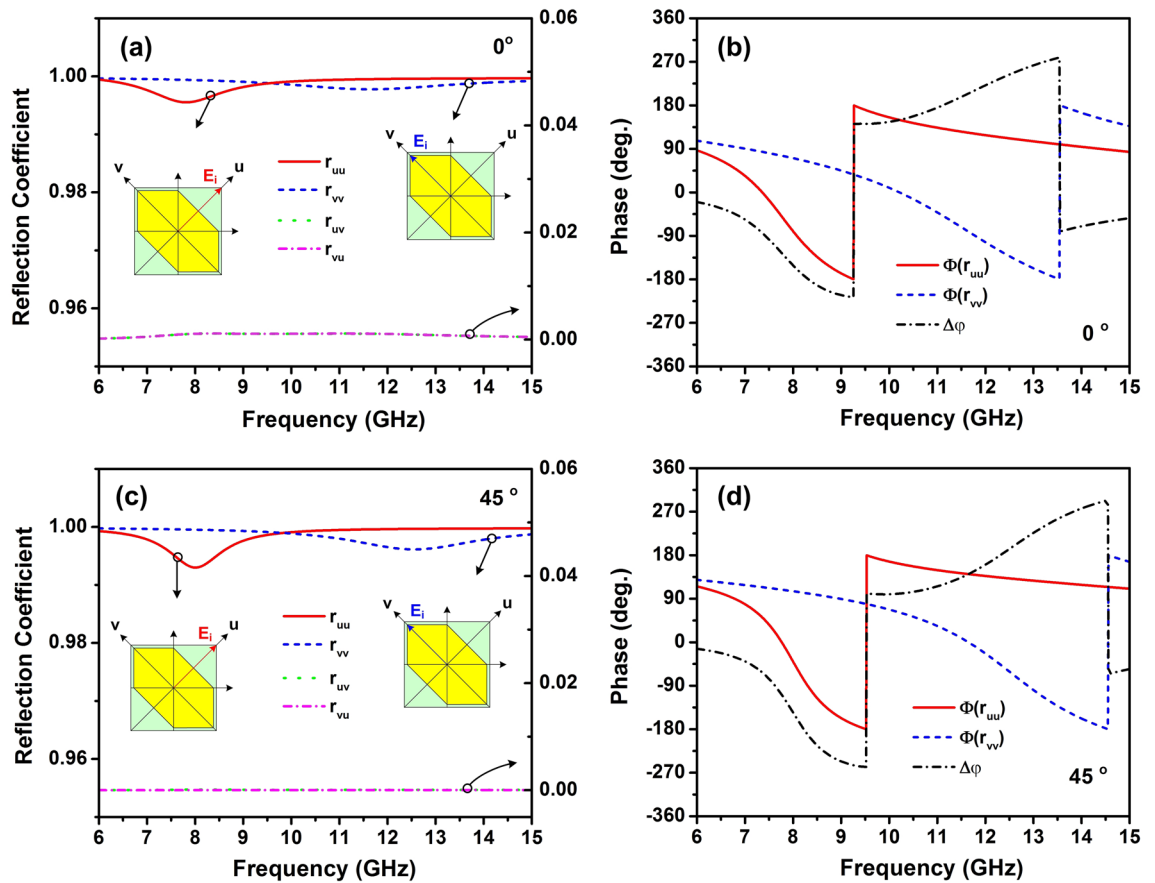 (a)
0°
Reflection Coefficient
1.00
0.98
0.96
0.06
0.04
0.02
0.00
v
u
Ei
v
u
Ei
ruu
rvv
ruv
rvu
6 7 8 9 10 11 12 13 14 15
Frequency (GHz)
(b)
Phase (deg.)
360
270
180
90
0
-90
-180
-270
-360
Φ(ruu)
Φ(rvv)
Δφ
0 °
6 7 8 9 10 11 12 13 14 15
Frequency (GHz)
(c)
45 °
Reflection Coefficient
1.00
0.98
0.96
0.06
0.04
0.02
0.00
v
u
Ei
v
u
Ei
ruu
rvv
ruv
rvu
6 7 8 9 10 11 12 13 14 15
Frequency (GHz)
(d)
Phase (deg.)
360
270
180
90
0
-90
-180
-270
-360
Φ(ruu)
Φ(rvv)
Δφ
45 °
6 7 8 9 10 11 12 13 14 15
Frequency (GHz)